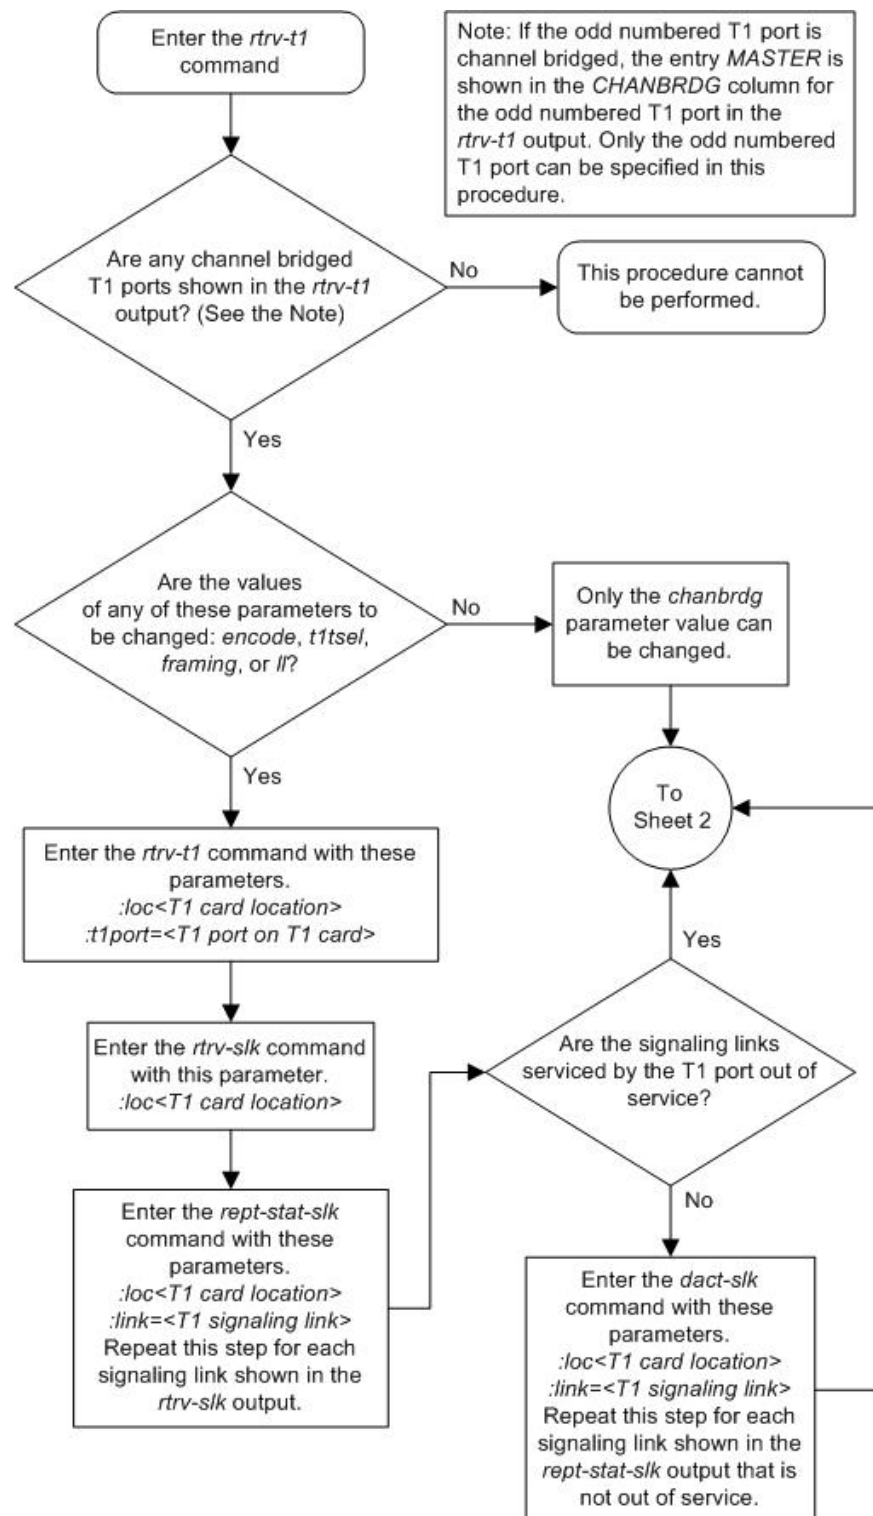 Enter the rtrv-t1
command
Note: If the odd numbered T1 port is
channel bridged, the entry MASTER is
shown in the CHANBRDG column for
the odd numbered T1 port in the
rtrv-t1 output. Only the odd numbered
T1 port can be specified in this
procedure.
Are any channel bridged
T1 ports shown in the rtrv-t1
output? (See the Note)
No
This procedure cannot
be performed.
Yes
Are the values
of any of these parameters to
be changed: encode, t1tsel,
framing, or ll?
No
Only the chanbrdg
parameter value can
be changed.
Yes
To
Sheet 2
Enter the rtrv-t1 command with these
parameters.
:loc<T1 card location>
:t1port=<T1 port on T1 card>
Yes
Enter the rtrv-slk command
with this parameter.
:loc<T1 card location>
Are the signaling links
serviced by the T1 port out of
service?
No
Enter the rept-stat-slk
command with these
parameters.
:loc<T1 card location>
:link=<T1 signaling link>
Repeat this step for each
signaling link shown in the
rtrv-slk output.
Enter the dact-slk
command with these
parameters.
:loc<T1 card location>
:link=<T1 signaling link>
Repeat this step for each
signaling link shown in the
rept-stat-slk output that is
not out of service.